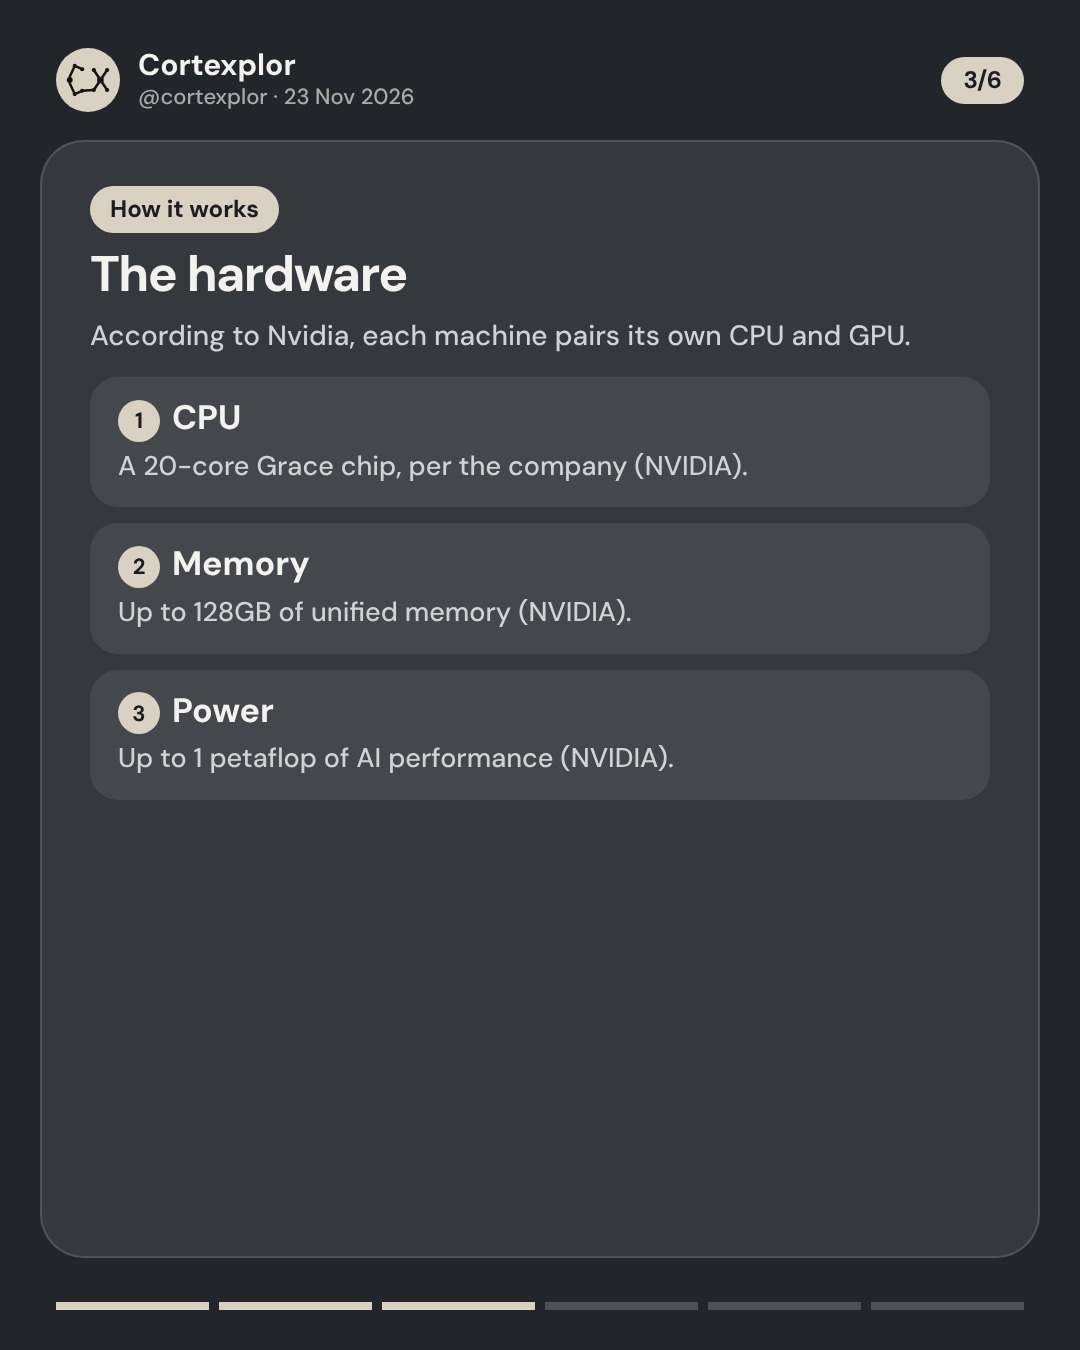 Cortexplor
@cortexplor · 23 Nov 2026
3/6
How it works
The hardware
According to Nvidia, each machine pairs its own CPU and GPU.
1 CPU
A 20-core Grace chip, per the company (NVIDIA).
2 Memory
Up to 128GB of unified memory (NVIDIA).
3 Power
Up to 1 petaflop of AI performance (NVIDIA).